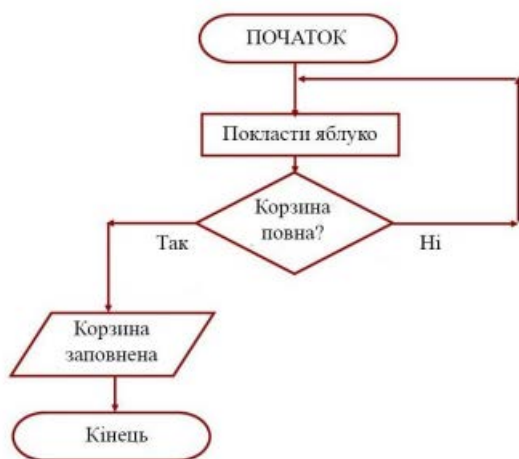 ПОЧАТОК
Покласти яблуко
Корзина
повна?
Так
Ні
Корзина
заповнена
Кінець